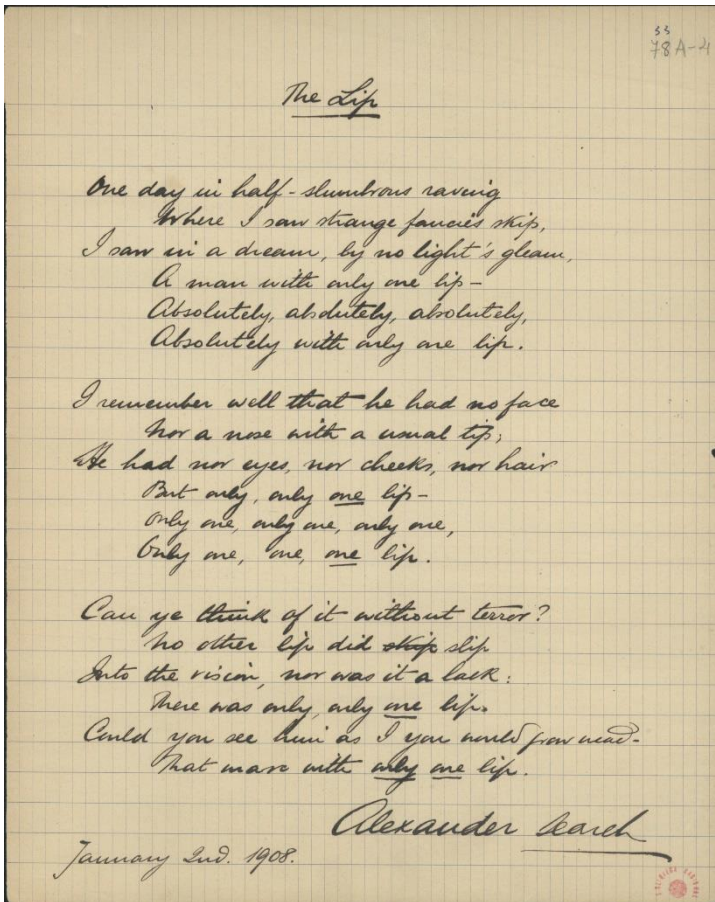 55
78A-21
The Lip
One day in half-slumbrous raving
Where I saw strange fancies skip,
I saw in a dream, by no light's gleam,
A man with only one lip –
Absolutely, absolutely, absolutely,
Absolutely with only one lip.
I remember well that he had no face
Nor a nose with a usual tip;
He had nor eyes, nor cheeks, nor hair
But only, only one lip –
Only one, only one, only one,
Only one, one, one lip.
Can ye think of it without terror?
No other lip did skip slip
Into the vision, nor was it a lack:
There was only, only one lip.
Could you see him as I you would grow mad –
That man with only one lip.
Alexander Search
January 2nd. 1908.